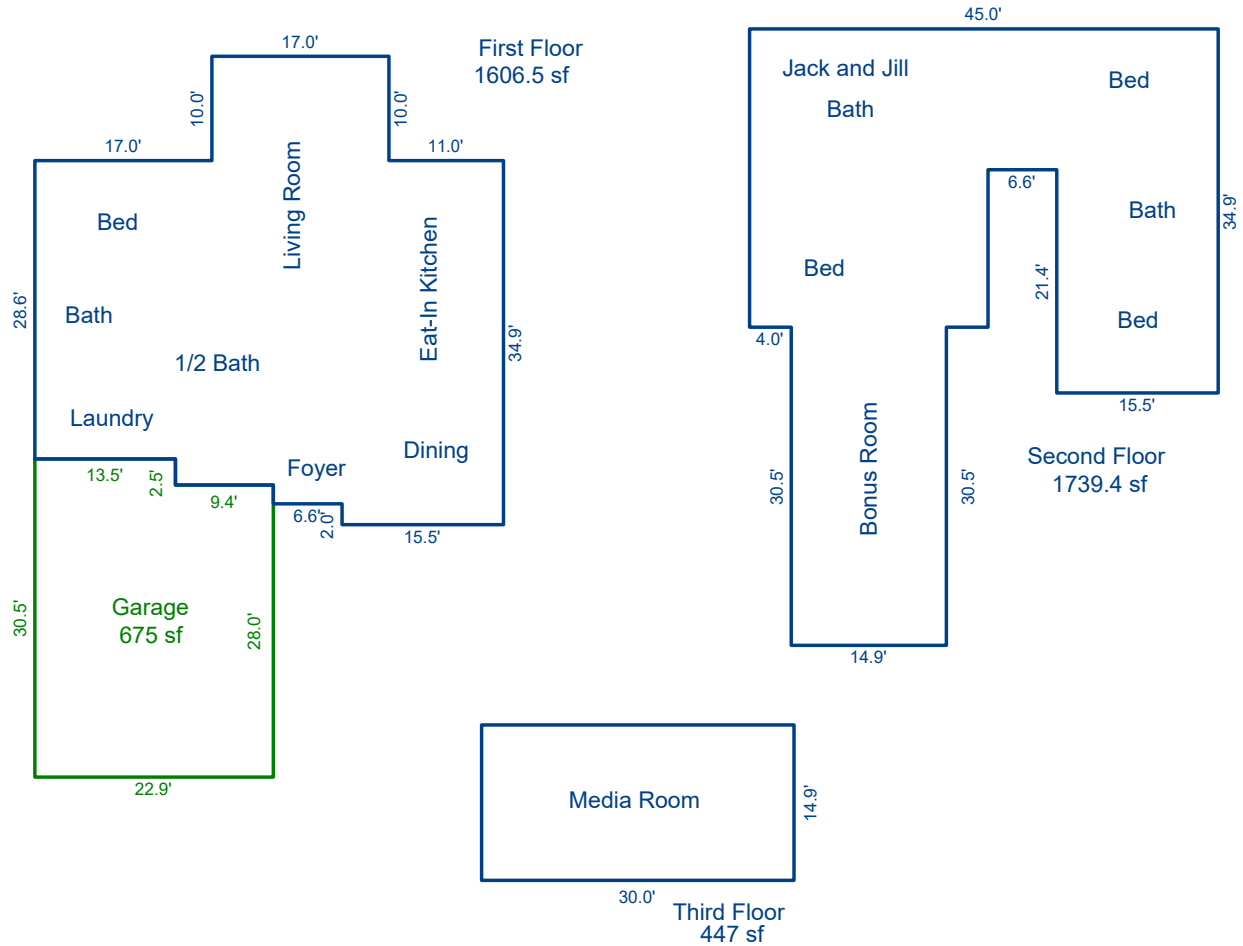 17.0'
First Floor
1606.5 sf
10.0'
10.0'
17.0'
11.0'
Living Room
Bed
Eat-In Kitchen
28.6'
Bath
34.9'
1/2 Bath
Laundry
Dining
Foyer
13.5'
2.5'
9.4'
6.6'
2.0'
15.5'
Garage
675 sf
30.5'
28.0'
22.9'
45.0'
Jack and Jill
Bath
Bed
6.6'
Bath
34.9'
Bed
21.4'
Bed
4.0'
15.5'
Bonus Room
Second Floor
1739.4 sf
30.5'
30.5'
14.9'
Media Room
14.9'
30.0'
Third Floor
447 sf